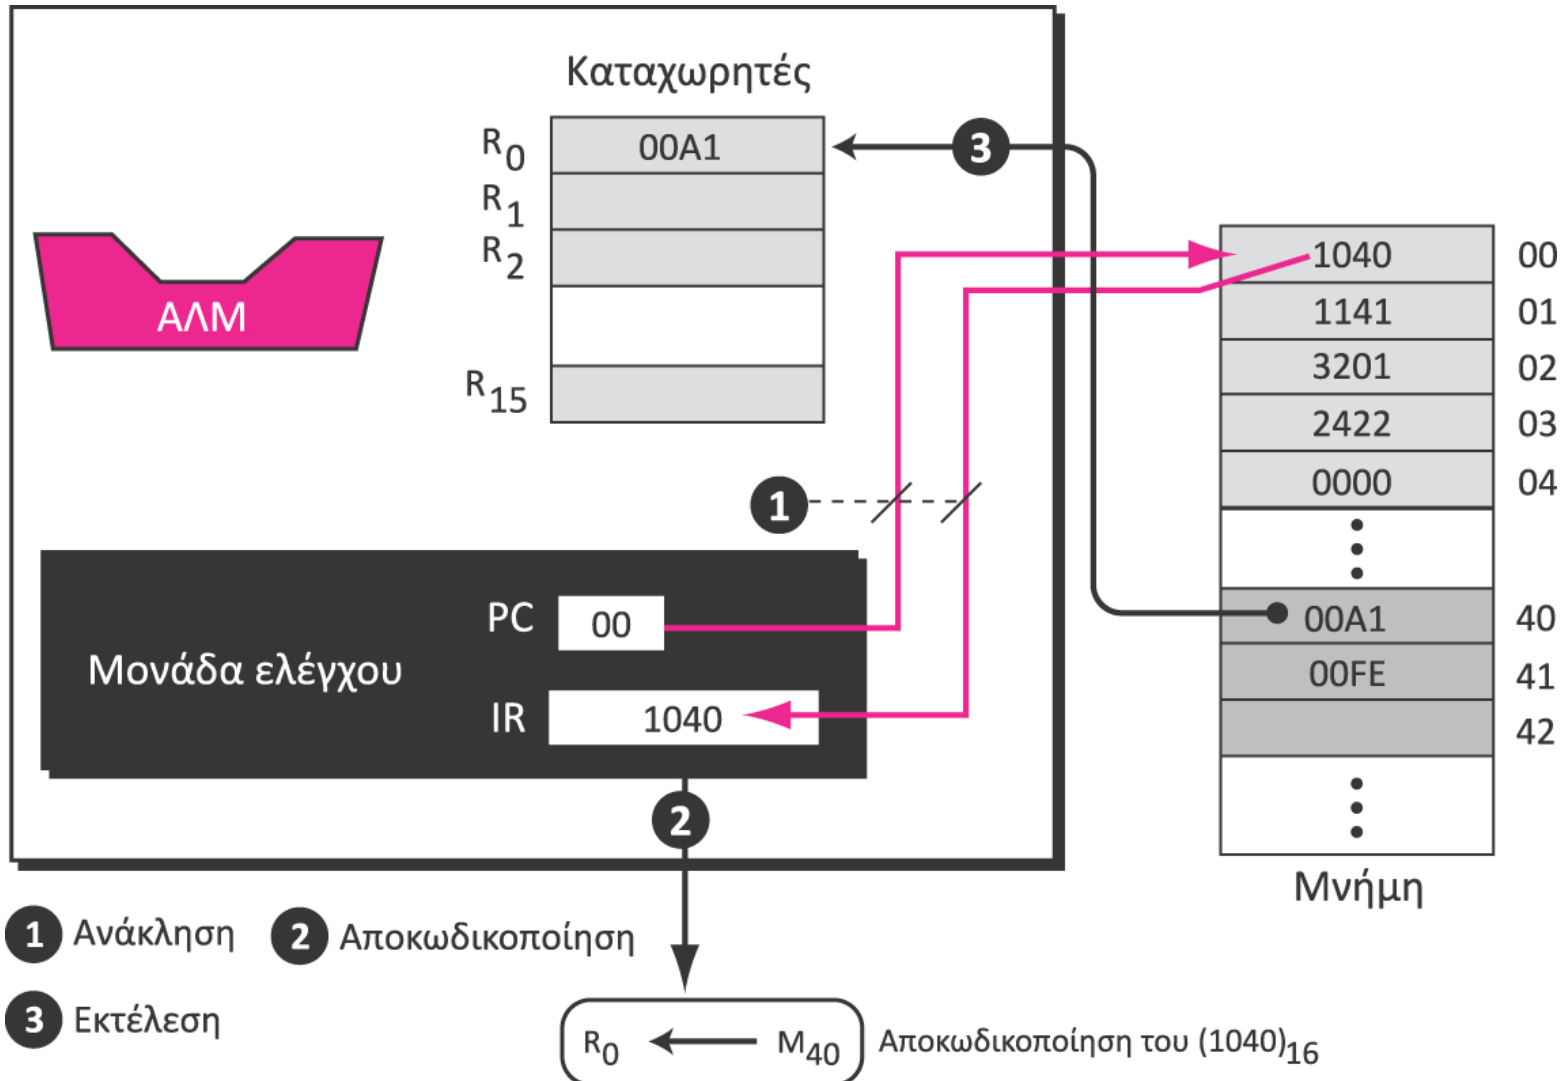 Καταχωρητές
R0 00A1 3
R1
R2
R15
ΑΛΜ
1040 00
1141 01
3201 02
2422 03
0000 04
00A1 40
00FE 41
42
Μνήμη
1
Μονάδα ελέγχου
PC 00
IR 1040
2
1 Ανάκληση 2 Αποκωδικοποίηση
3 Εκτέλεση
R0 M40 Αποκωδικοποίηση του (1040)16